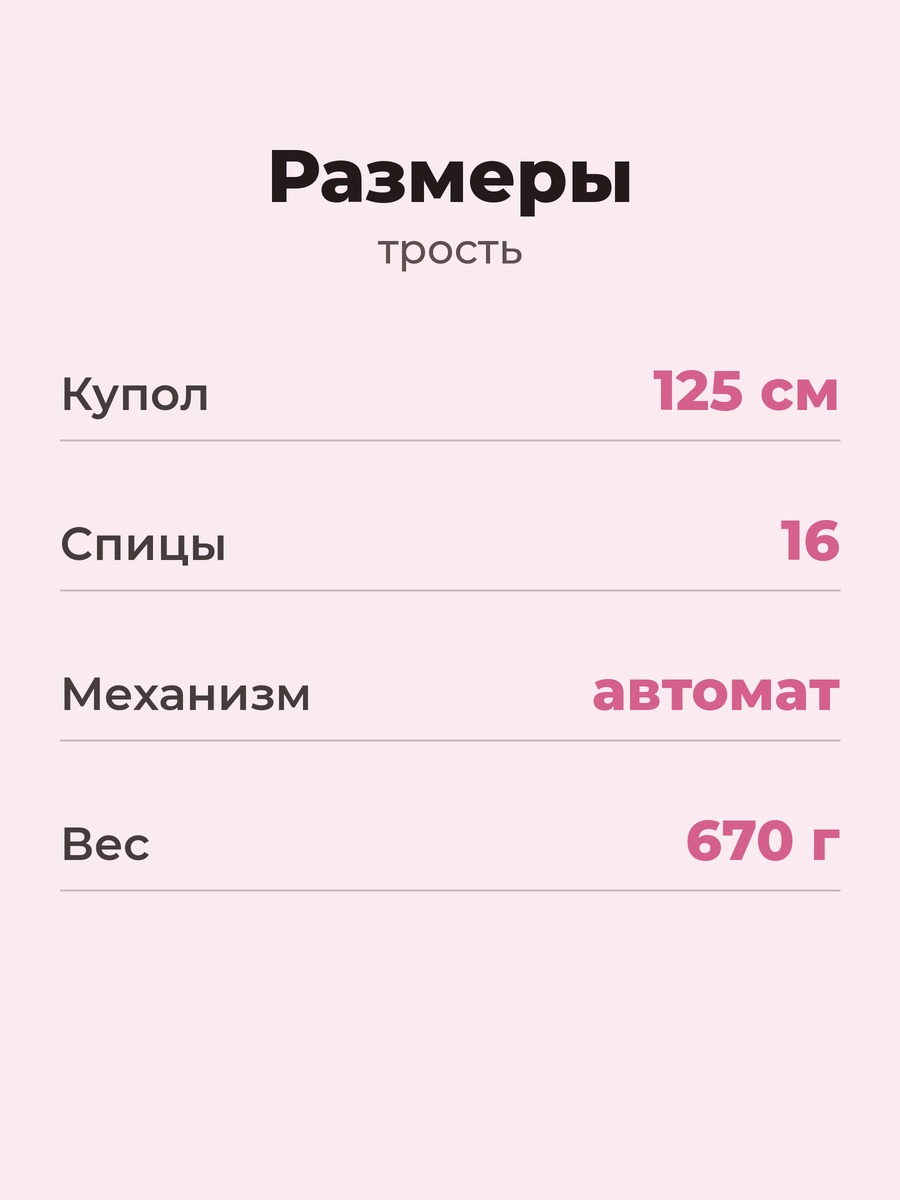 Размеры
трость
Купол 125 см
Спицы 16
Механизм автомат
Вес 670 г